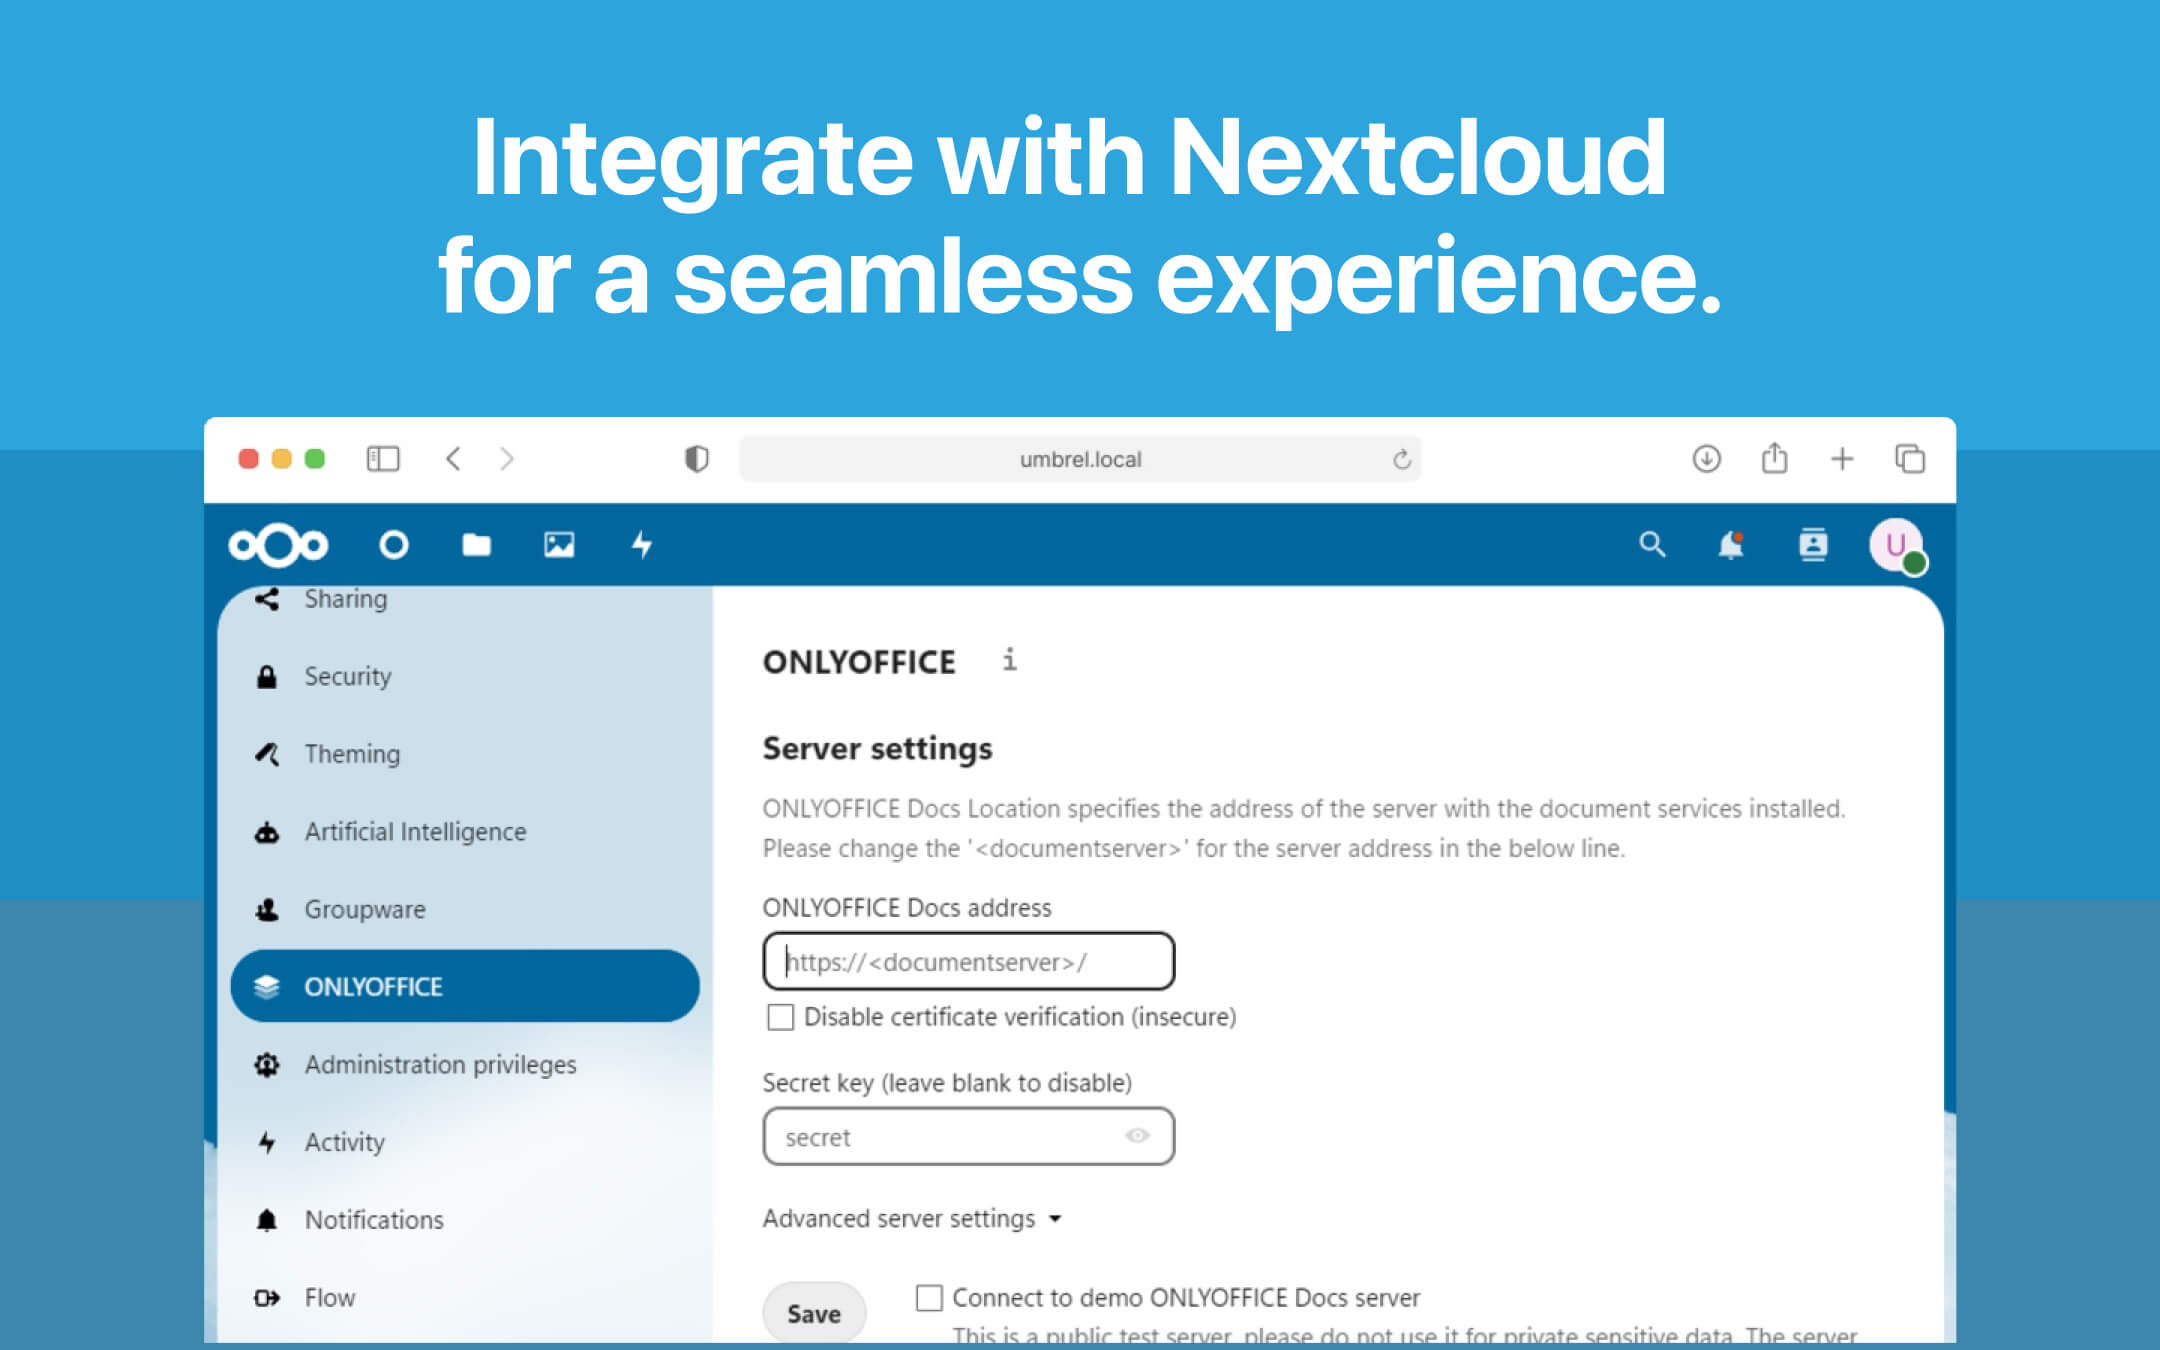 Integrate with Nextcloud
for a seamless experience.
umbrel.local
U
Sharing
Security
Theming
Artificial Intelligence
Groupware
ONLYOFFICE
Administration privileges
Activity
Notifications
Flow
ONLYOFFICE i
Server settings
ONLYOFFICE Docs Location specifies the address of the server with the document services installed.
Please change the '<documentserver>' for the server address in the below line.
ONLYOFFICE Docs address
https://<documentserver>/
Disable certificate verification (insecure)
Secret key (leave blank to disable)
secret
Advanced server settings
Save
Connect to demo ONLYOFFICE Docs server
This is a public test server, please do not use it for private sensitive data. The server